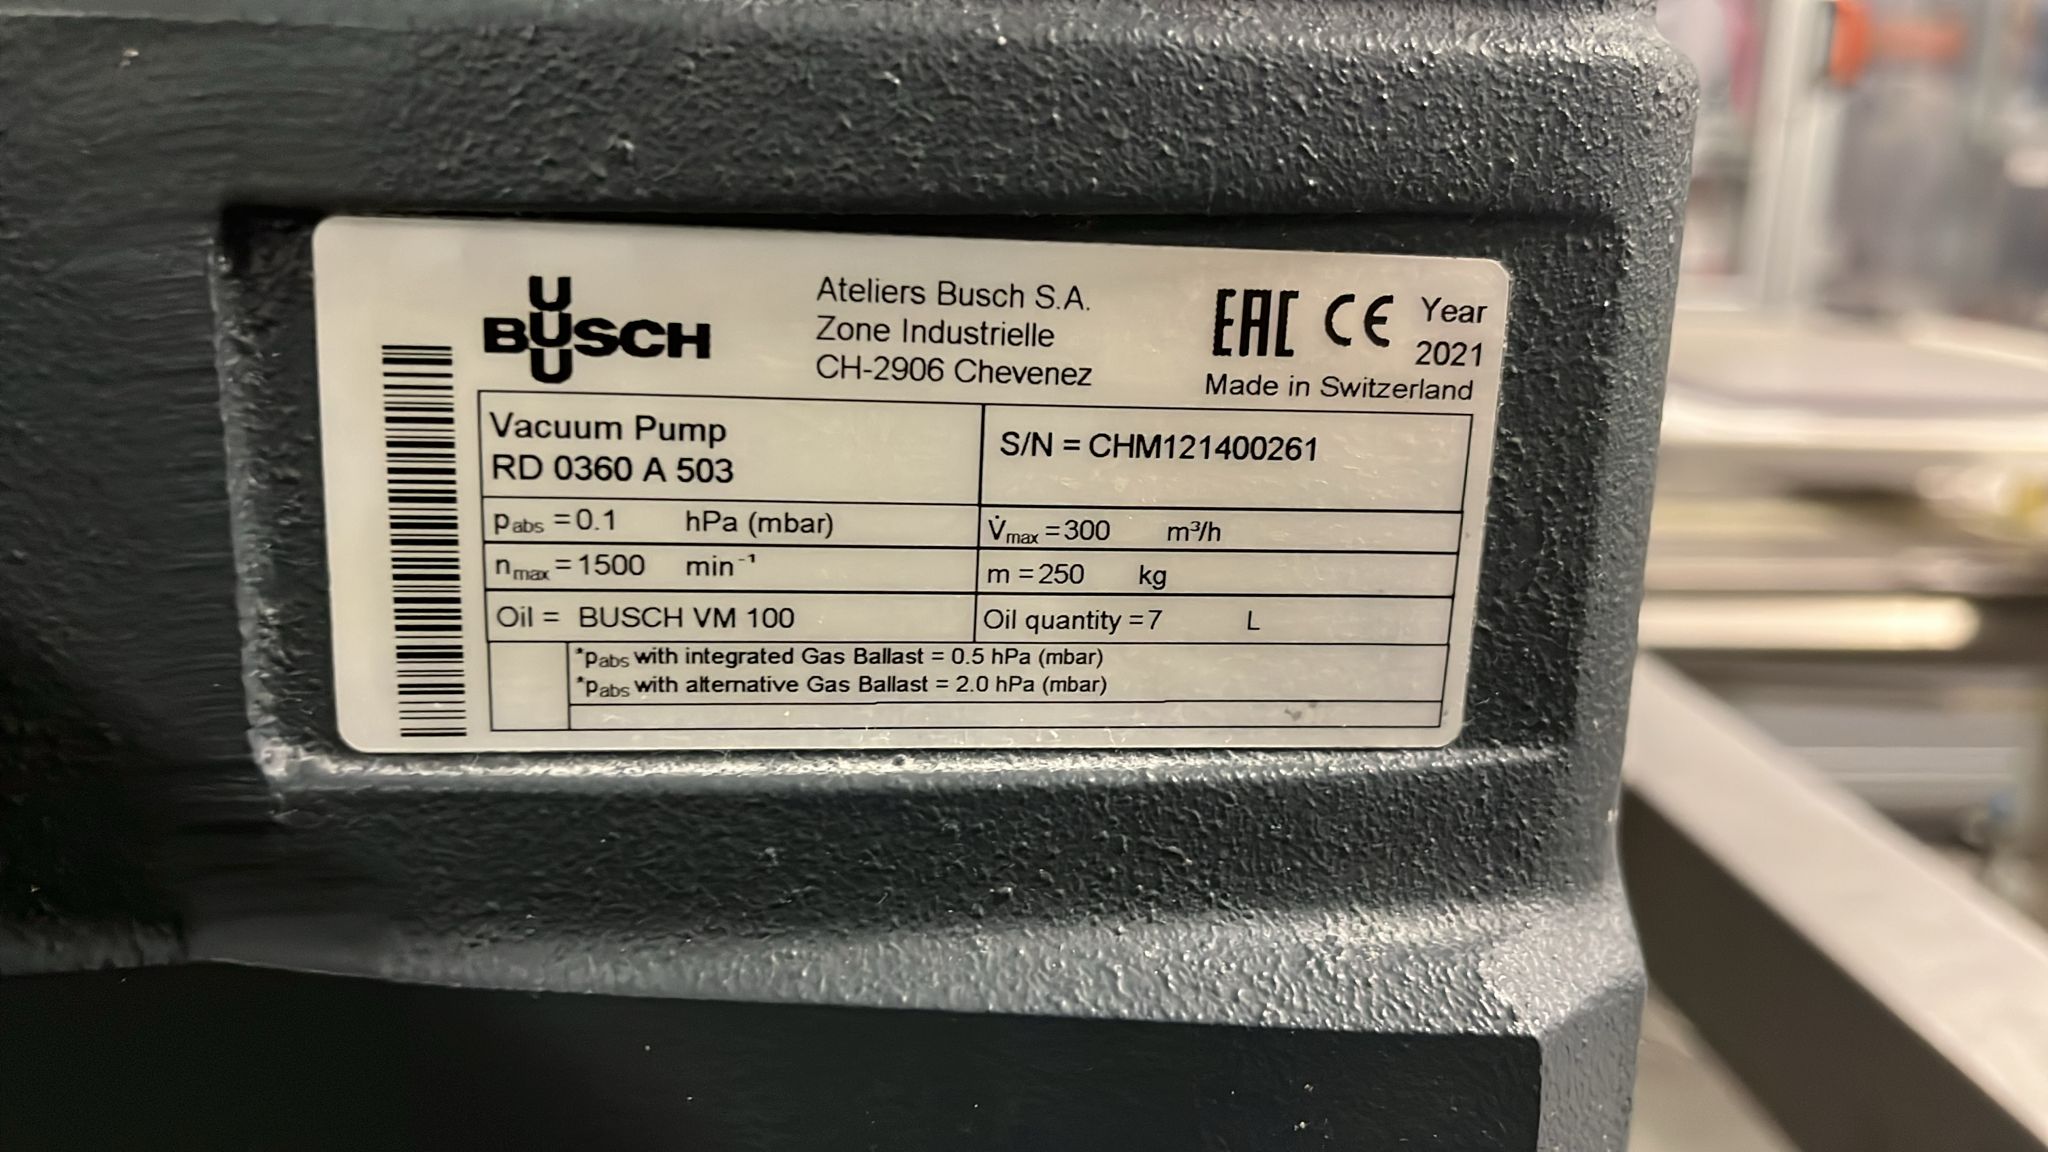 BUSCH
Ateliers Busch S.A.
Zone Industrielle
CH-2906 Chevenez
EAC CE Year
2021
Made in Switzerland
Vacuum Pump
RD 0360 A 503
S/N = CHM121400261
pabs = 0.1 hPa (mbar)
V̇max = 300 m³/h
nmax = 1500 min⁻¹
m = 250 kg
Oil = BUSCH VM 100
Oil quantity = 7 L
*pabs with integrated Gas Ballast = 0.5 hPa (mbar)
*pabs with alternative Gas Ballast = 2.0 hPa (mbar)